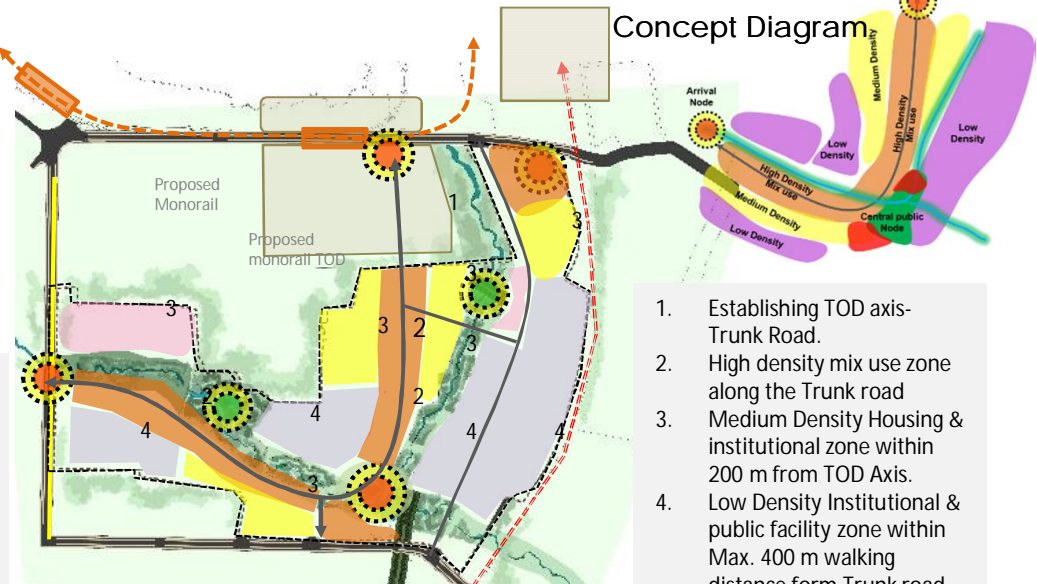 Concept Diagram
Arrival
Node
Medium Density
High Density
Mix use
Low
Density
Low
Density
High Density
Mix use
Medium Density
Low Density
Central public
Node
Proposed
Monorail
Proposed
monorail TOD
1
3
3
3
3
2
3
2
2
4
4
4
4
3
1. Establishing TOD axis-
Trunk Road.
2. High density mix use zone
along the Trunk road
3. Medium Density Housing &
institutional zone within
200 m from TOD Axis.
4. Low Density Institutional &
public facility zone within
Max. 400 m walking
distance form Trunk road